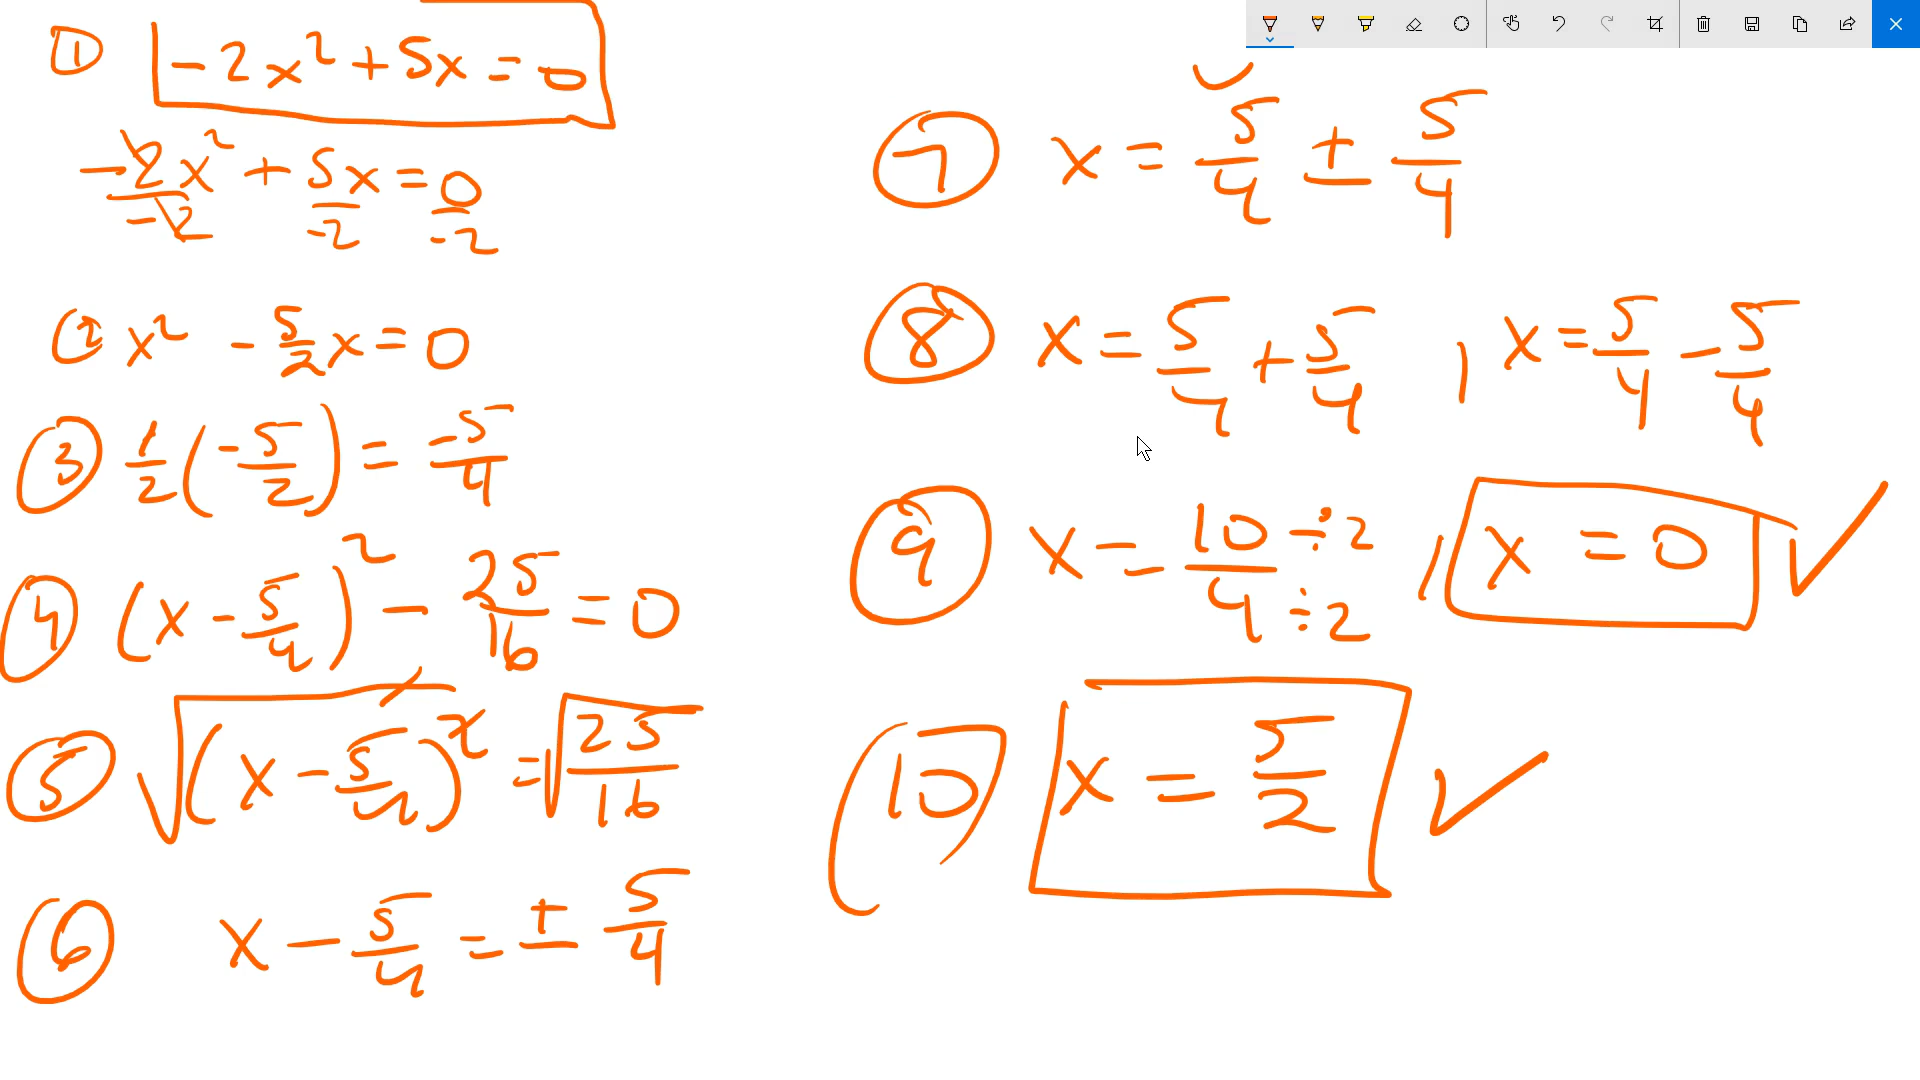 ① -2x² + 5x = 0
-2x²/-2 + 5x/-2 = 0/-2
② x² - 5/2 x = 0
③ 1/2 (-5/2) = -5/4
④ (x - 5/4)² - 25/16 = 0
⑤ √(x - 5/4)² = √25/16
⑥ x - 5/4 = ± 5/4
⑦ x = 5/4 ± 5/4
⑧ x = 5/4 + 5/4 , x = 5/4 - 5/4
⑨ x = 10÷2/4÷2 , x = 0 ✓
⑩ x = 5/2 ✓